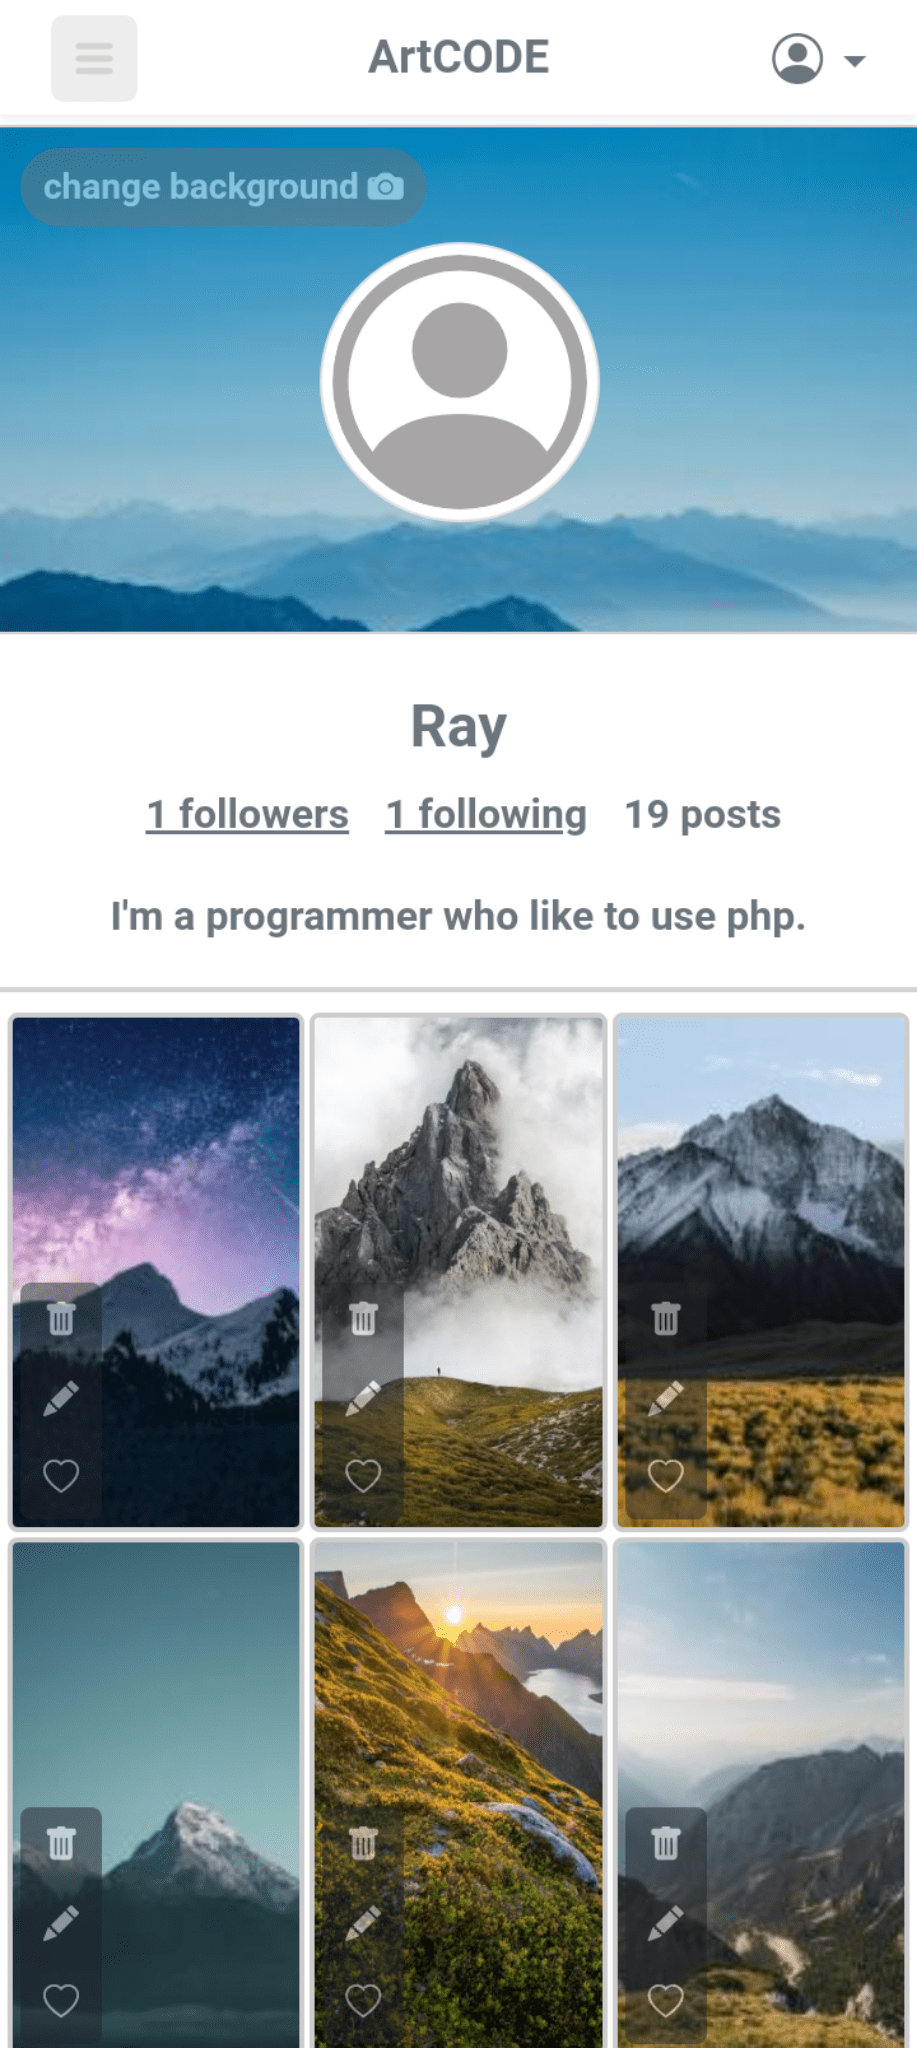 ArtCODE
change background
Ray
1 followers 1 following 19 posts
I'm a programmer who like to use php.